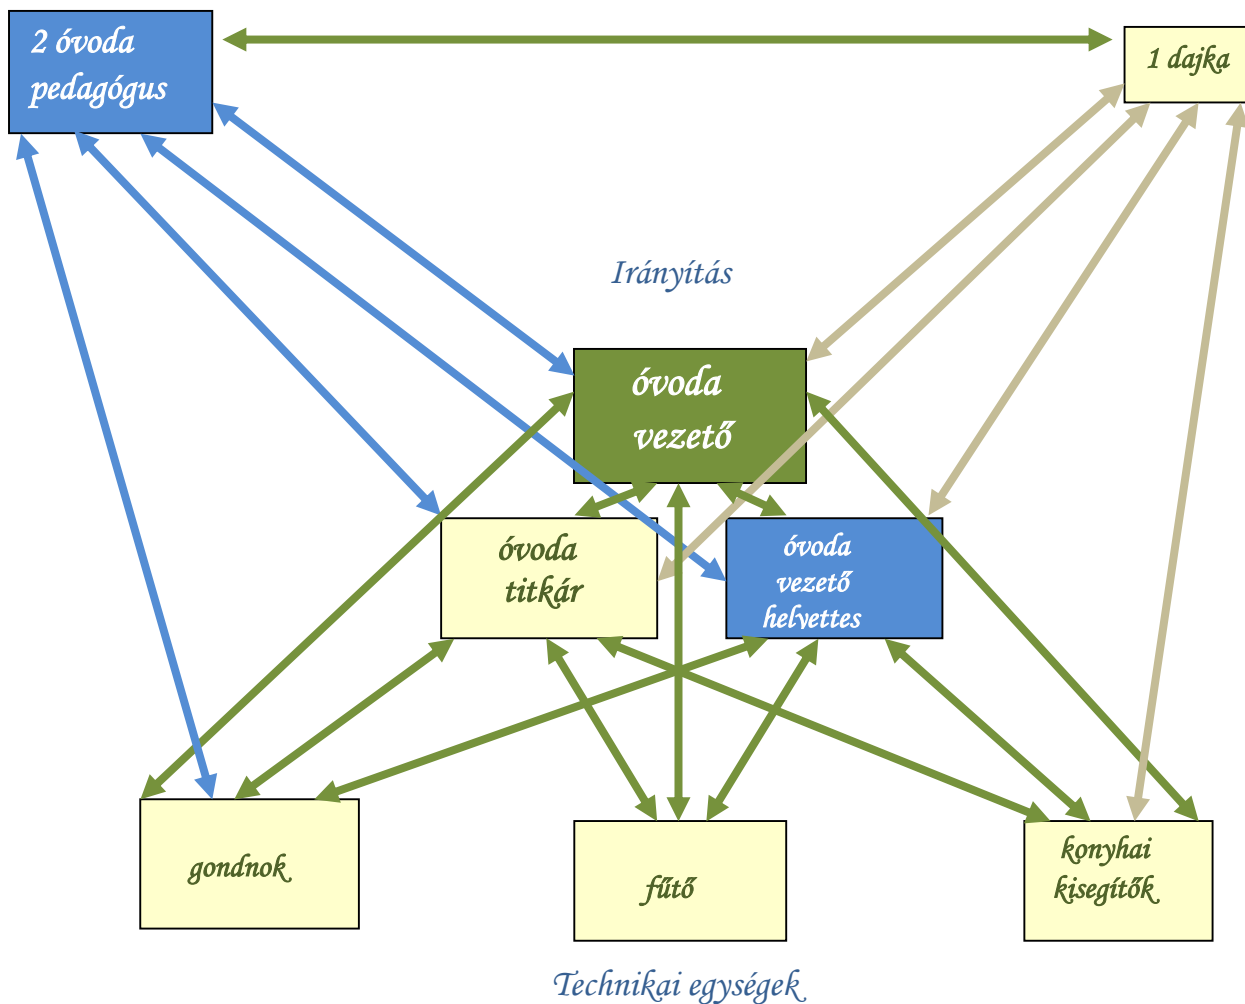 2 óvoda
pedagógus
1 dajka
Irányítás
óvoda
vezető
óvoda
titkár
óvoda
vezető
helyettes
gondnok
fűtő
konyhai
kisegítők
Technikai egységek